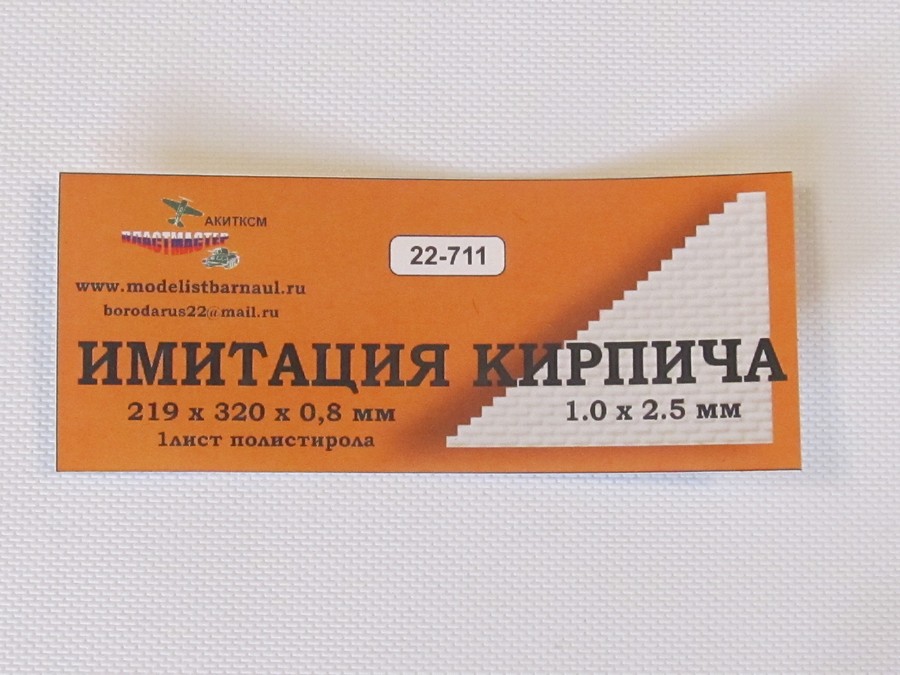 АКИТКСМ
ПЛАСТМАСТЕР
22-711
www.modelistbarnaul.ru
borodarus22@mail.ru
ИМИТАЦИЯ КИРПИЧА
219 х 320 х 0,8 мм
1.0 х 2.5 мм
1лист полистирола